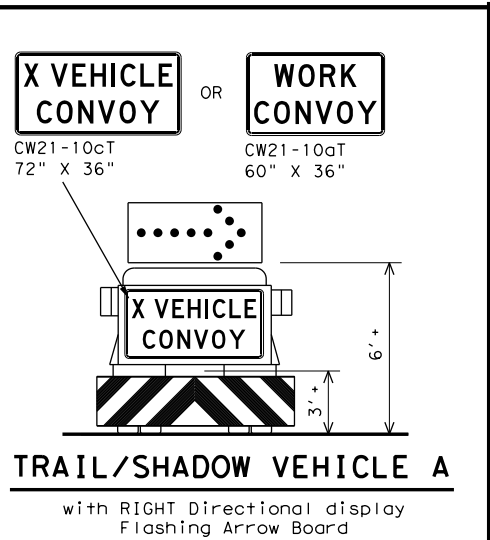 X VEHICLE
CONVOY
OR
WORK
CONVOY
CW21-10cT
72" X 36"
CW21-10aT
60" X 36"
X VEHICLE
CONVOY
6'+
3'+
TRAIL/SHADOW VEHICLE A
with RIGHT Directional display
Flashing Arrow Board